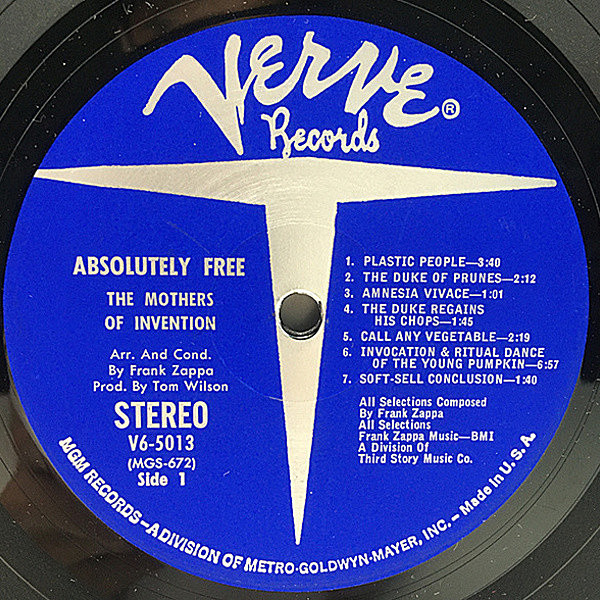 VERVE®
Records
ABSOLUTELY FREE
THE MOTHERS
OF INVENTION
Arr. And Cond.
By Frank Zappa
Prod. By Tom Wilson
STEREO
V6-5013
(MGS-672)
Side 1
1. PLASTIC PEOPLE—3:40
2. THE DUKE OF PRUNES—2:12
3. AMNESIA VIVACE—1:01
4. THE DUKE REGAINS
HIS CHOPS—1:45
5. CALL ANY VEGETABLE—2:19
6. INVOCATION & RITUAL DANCE
OF THE YOUNG PUMPKIN—6:57
7. SOFT-SELL CONCLUSION—1:40
All Selections Composed
By Frank Zappa
All Selections
Frank Zappa Music—BMI
A Division Of
Third Story Music Co.
MGM RECORDS—A DIVISION OF METRO-GOLDWYN-MAYER, INC.—Made in U.S.A.